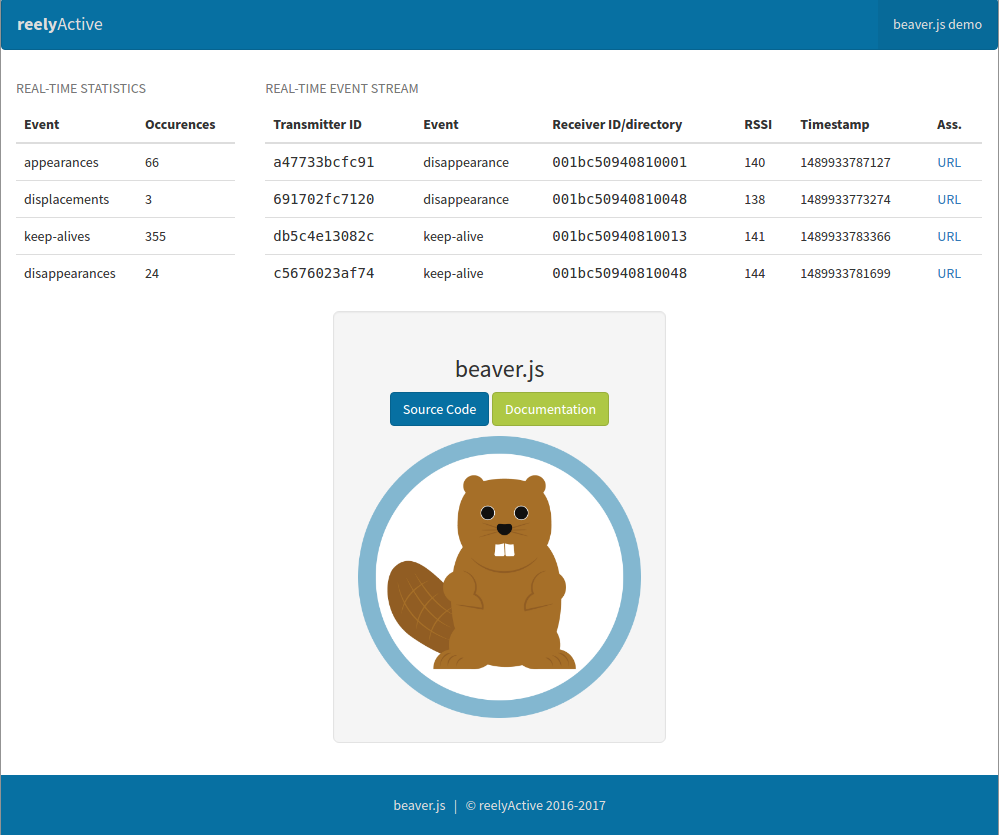 reelyActive beaver.js demo
REAL-TIME STATISTICS REAL-TIME EVENT STREAM
Event Occurences Transmitter ID Event Receiver ID/directory RSSI Timestamp Ass.
appearances 66 a47733bcfc91 disappearance 001bc50940810001 140 1489933787127 URL
displacements 3 691702fc7120 disappearance 001bc50940810048 138 1489933773274 URL
keep-alives 355 db5c4e13082c keep-alive 001bc50940810013 141 1489933783366 URL
disappearances 24 c5676023af74 keep-alive 001bc50940810048 144 1489933781699 URL
beaver.js
Source Code Documentation
beaver.js | © reelyActive 2016-2017